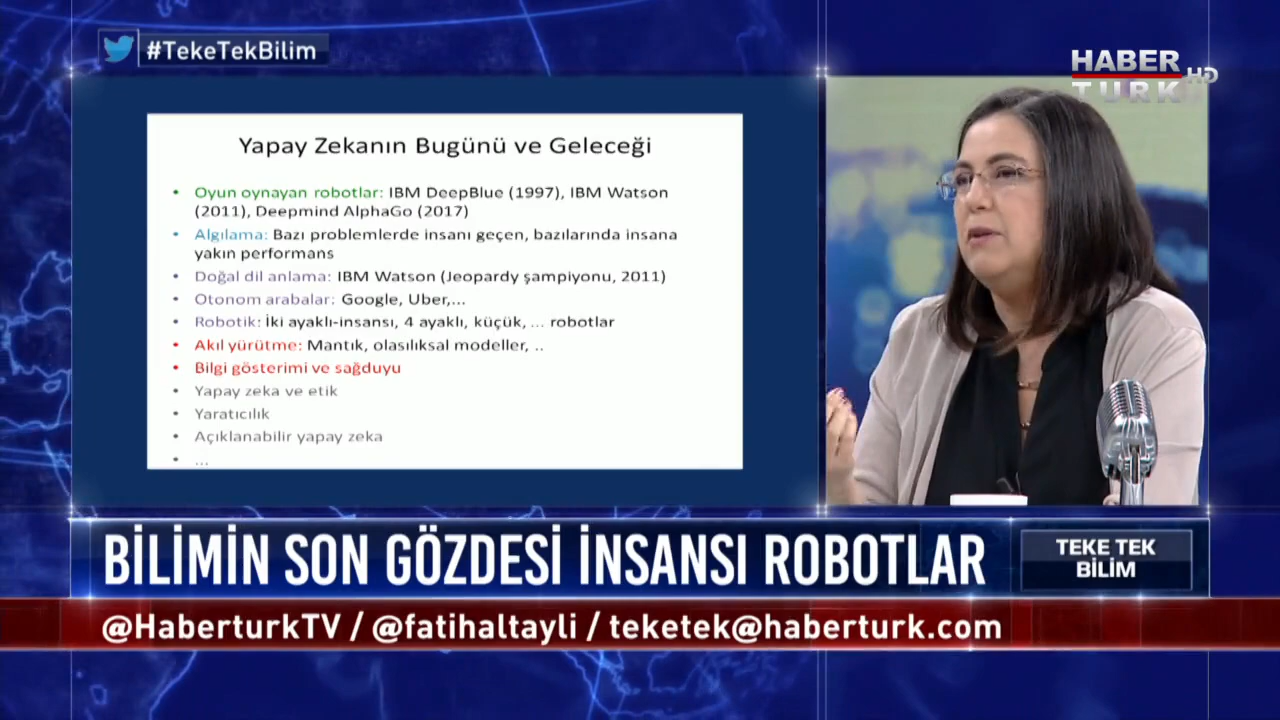 #TekeTekBilim
HABER
TURK HD
Yapay Zekanın Bugünü ve Geleceği
• Oyun oynayan robotlar: IBM DeepBlue (1997), IBM Watson
(2011), Deepmind AlphaGo (2017)
• Algılama: Bazı problemlerde insanı geçen, bazılarında insana
yakın performans
• Doğal dil anlama: IBM Watson (Jeopardy şampiyonu, 2011)
• Otonom arabalar: Google, Uber,...
• Robotik: İki ayaklı-insansı, 4 ayaklı, küçük, ... robotlar
• Akıl yürütme: Mantık, olasılıksal modeller, ..
• Bilgi gösterimi ve sağduyu
• Yapay zeka ve etik
• Yaratıcılık
• Açıklanabilir yapay zeka
• ...
BİLİMİN SON GÖZDESİ İNSANSI ROBOTLAR
TEKE TEK
BİLİM
@HaberturkTV / @fatihaltayli / teketek@haberturk.com